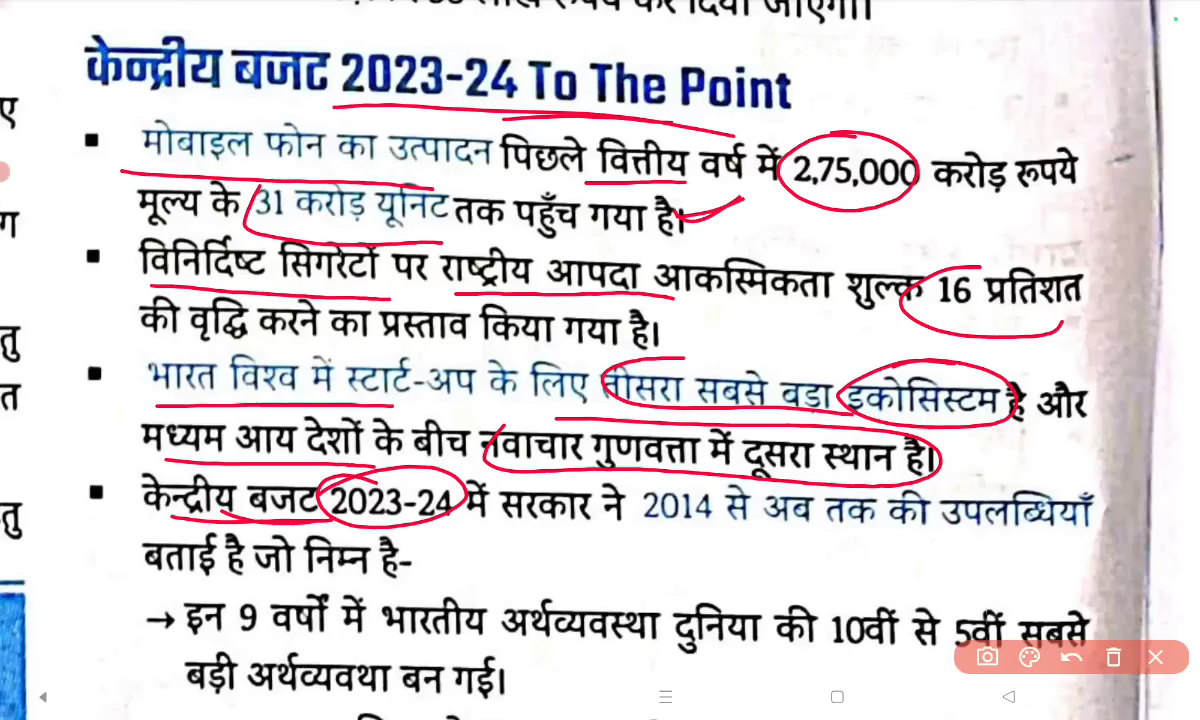 रुपये कर दिया जाएगा।
केन्द्रीय बजट 2023-24 To The Point
▪ मोबाइल फोन का उत्पादन पिछले वित्तीय वर्ष में 2,75,000 करोड़ रूपये
मूल्य के 31 करोड़ यूनिट तक पहुँच गया है।
▪ विनिर्दिष्ट सिगरेटों पर राष्ट्रीय आपदा आकस्मिकता शुल्क 16 प्रतिशत
की वृद्धि करने का प्रस्ताव किया गया है।
▪ भारत विश्व में स्टार्ट-अप के लिए तीसरा सबसे बड़ा इकोसिस्टम है और
मध्यम आय देशों के बीच नवाचार गुणवत्ता में दूसरा स्थान है।
▪ केन्द्रीय बजट 2023-24 में सरकार ने 2014 से अब तक की उपलब्धियाँ
बताई है जो निम्न है-
→ इन 9 वर्षों में भारतीय अर्थव्यवस्था दुनिया की 10वीं से 5वीं सबसे
बड़ी अर्थव्यवथा बन गई।